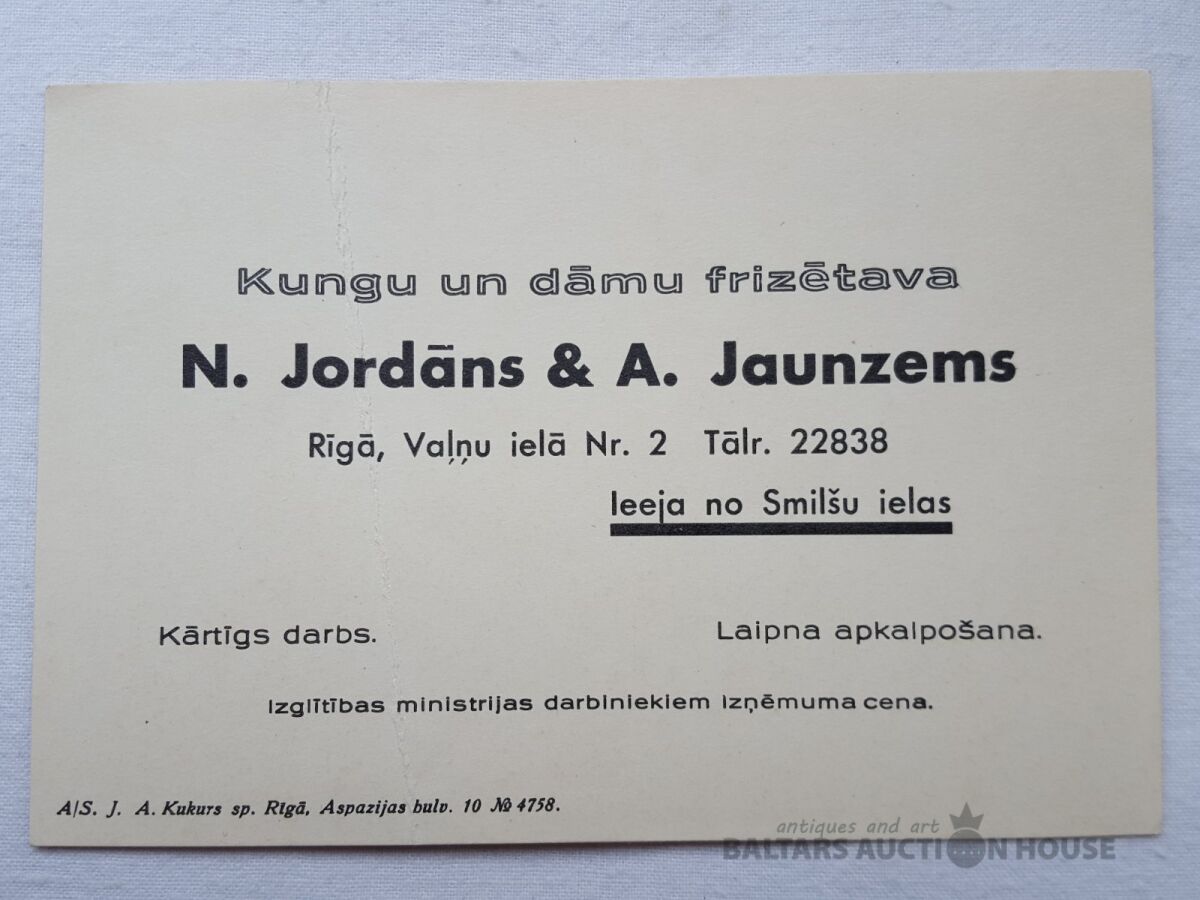 Kungu un dāmu frizētava
N. Jordāns & A. Jaunzems
Rīgā, Vaļņu ielā Nr. 2 Tālr. 22838
Ieeja no Smilšu ielas
Kārtīgs darbs. Laipna apkalpošana.
Izglītības ministrijas darbiniekiem izņēmuma cena.
A/S. J. A. Kukurs sp. Rīgā, Aspazijas bulv. 10 № 4758.
antiques and art
BALTARS AUCTION HOUSE